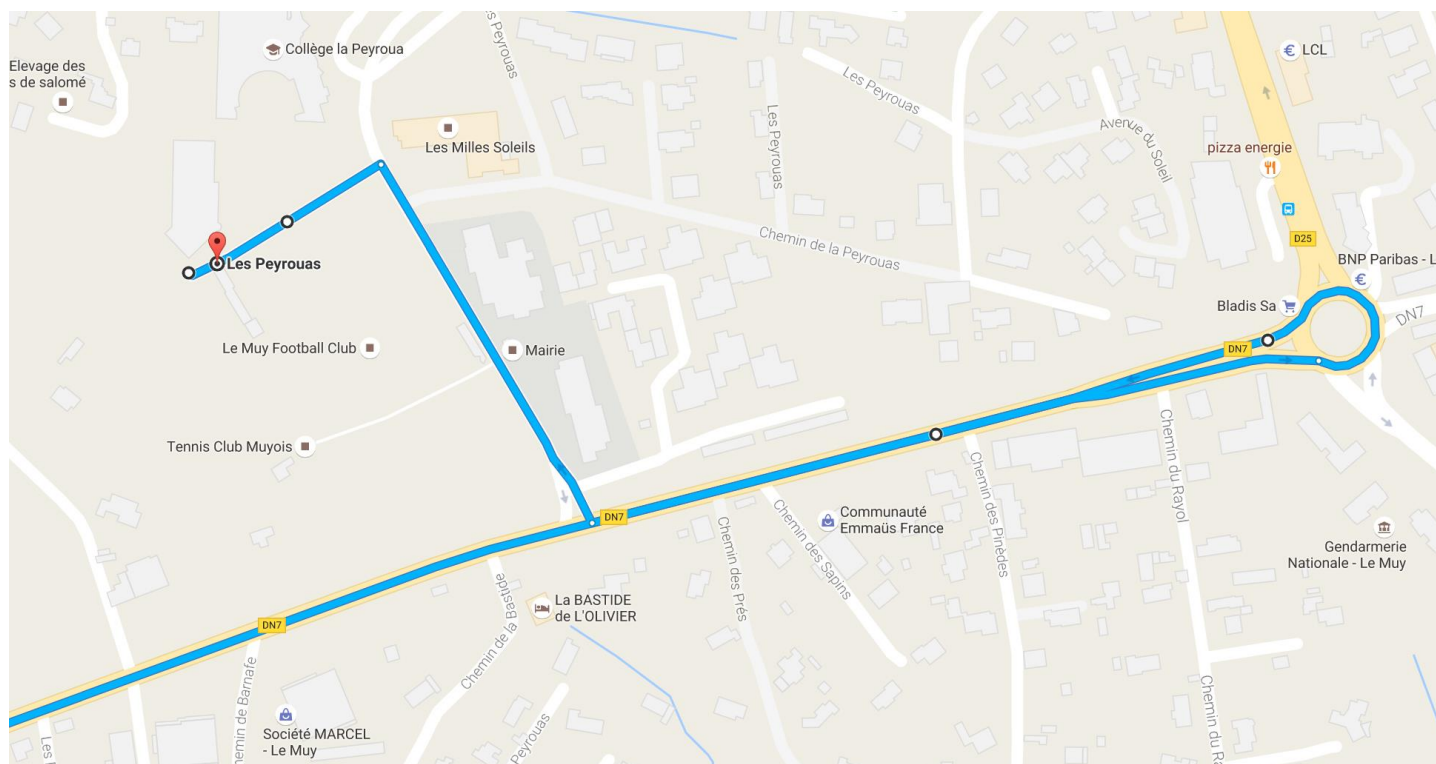 Collège la Peyroua
LCL
Elevage des
s de salomé
Les Peyrouas
Les Peyrouas
Les Peyrouas
Avenue du Soleil
Les Milles Soleils
pizza energie
Chemin de la Peyrouas
D25
BNP Paribas - L
Les Peyrouas
Bladis Sa
DN7
DN7
Le Muy Football Club
Mairie
Tennis Club Muyois
DN7
Communauté
Emmaüs France
Chemin des Pinèdes
Chemin du Rayol
Chemin des Sapins
Chemin des Prés
Gendarmerie
Nationale - Le Muy
La BASTIDE
de L'OLIVIER
Chemin de la Bastide
DN7
Chemin de Barnafe
Société MARCEL
- Le Muy
Peyrouas
Les
Chemin du Ra